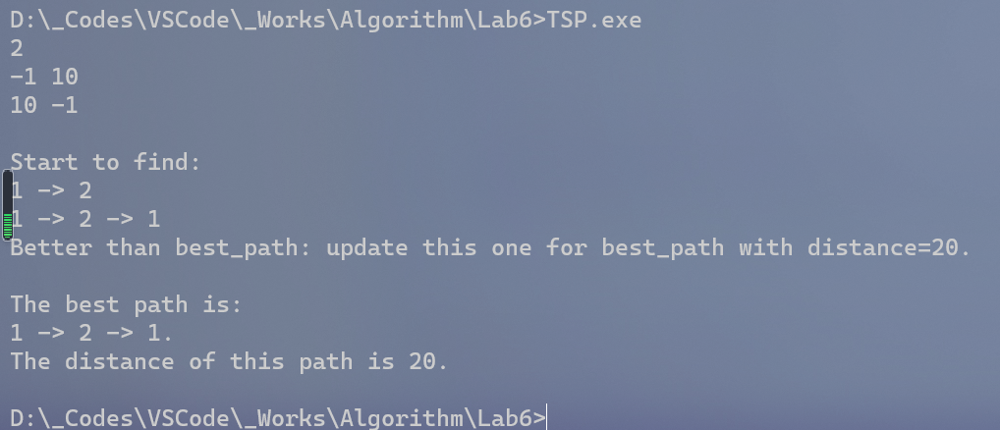 D:\_Codes\VSCode\_Works\Algorithm\Lab6>TSP.exe
2
-1 10
10 -1
Start to find:
1 -> 2
1 -> 2 -> 1
Better than best_path: update this one for best_path with distance=20.
The best path is:
1 -> 2 -> 1.
The distance of this path is 20.
D:\_Codes\VSCode\_Works\Algorithm\Lab6>